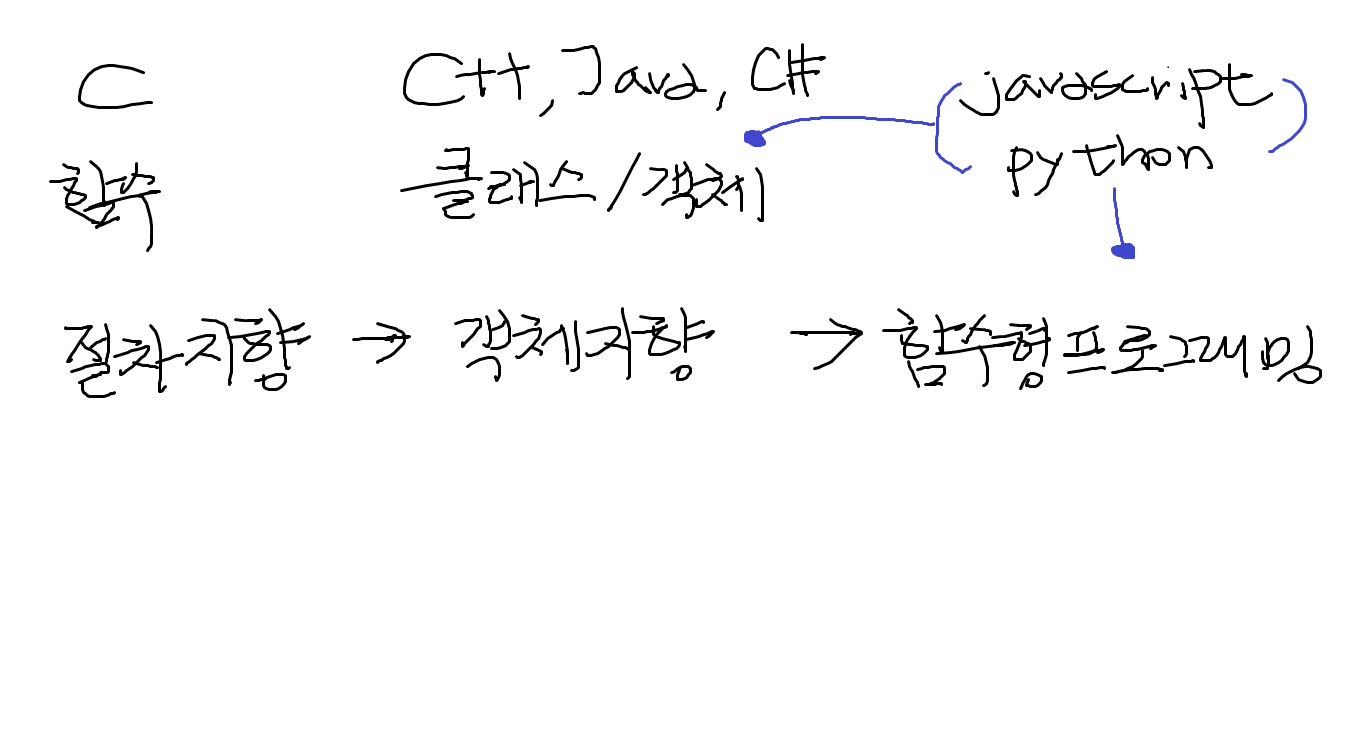 C C++, Java, C# javascript
함수 클래스/객체 python
절차지향 → 객체지향 → 함수형프로그래밍